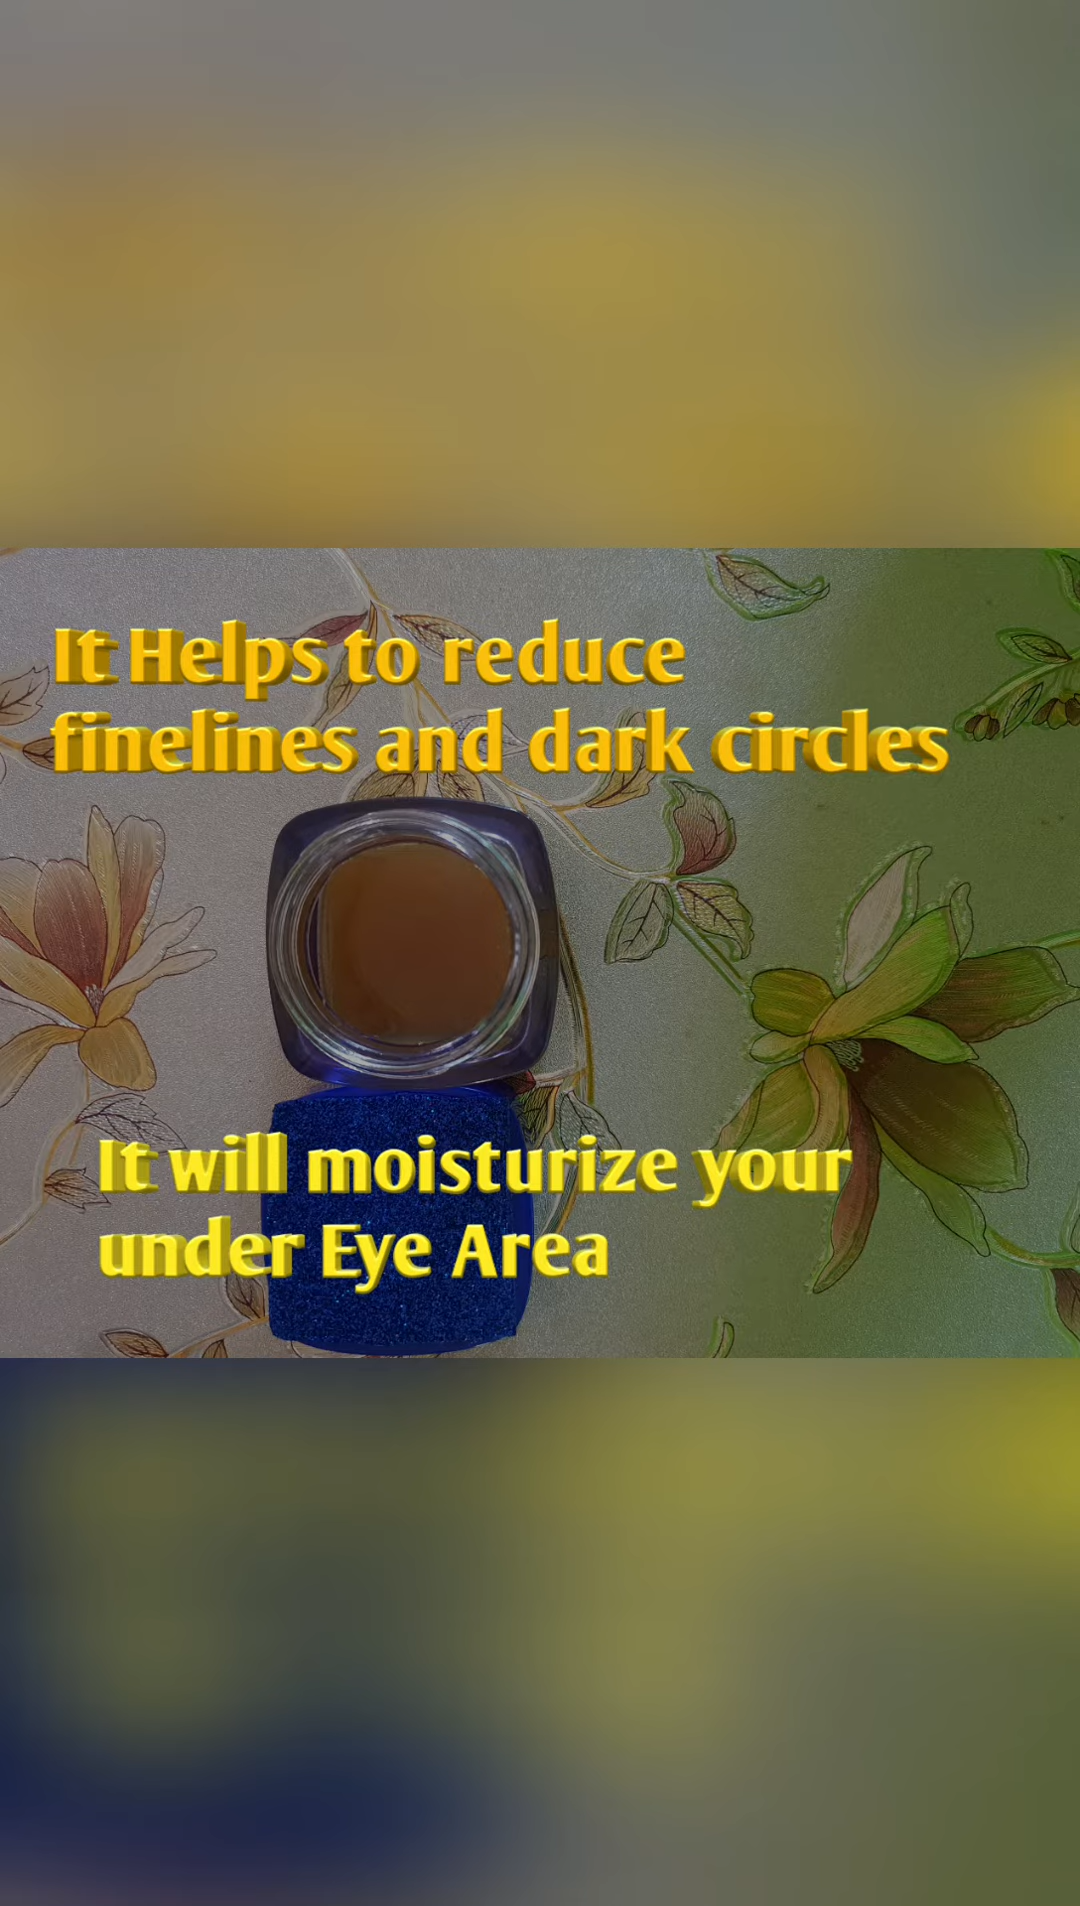 It Helps to reduce
finelines and dark circles
It will moisturize your
under Eye Area